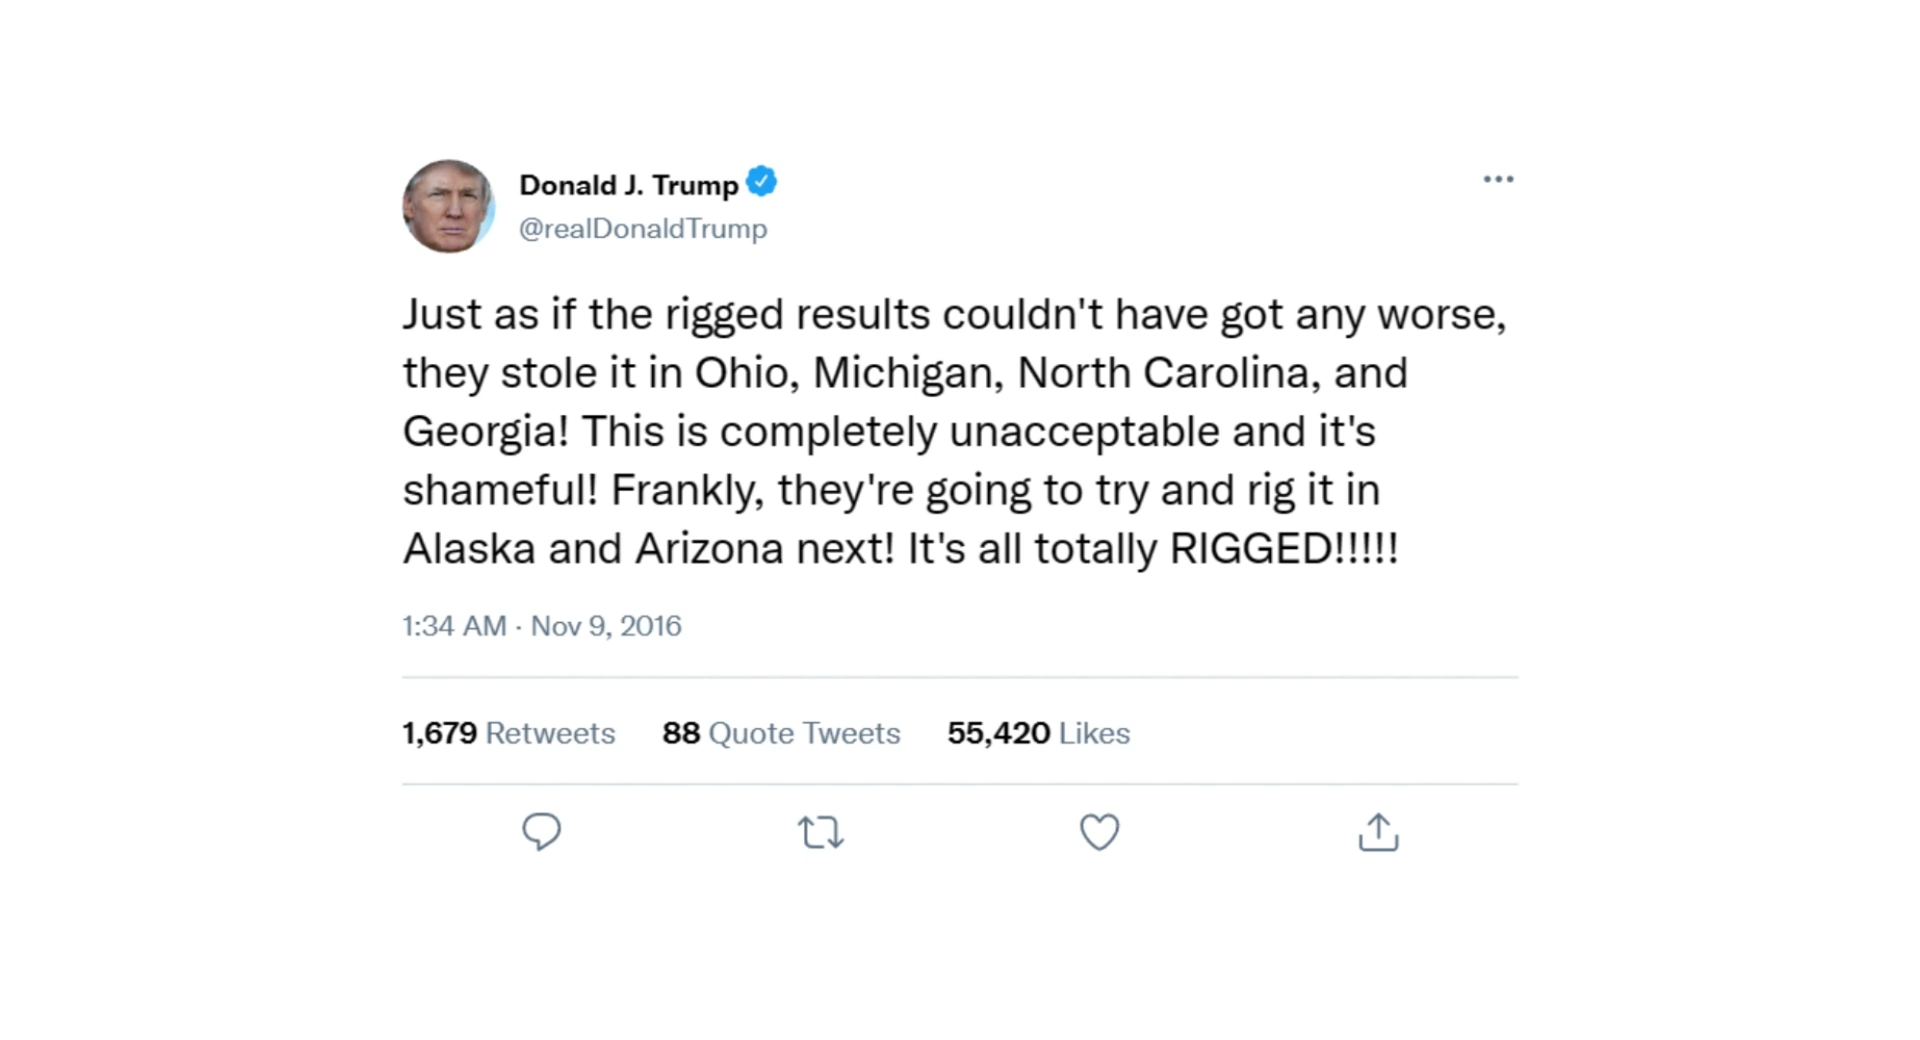 Donald J. Trump
@realDonaldTrump
Just as if the rigged results couldn't have got any worse,
they stole it in Ohio, Michigan, North Carolina, and
Georgia! This is completely unacceptable and it's
shameful! Frankly, they're going to try and rig it in
Alaska and Arizona next! It's all totally RIGGED!!!!!
1:34 AM · Nov 9, 2016
1,679 Retweets 88 Quote Tweets 55,420 Likes